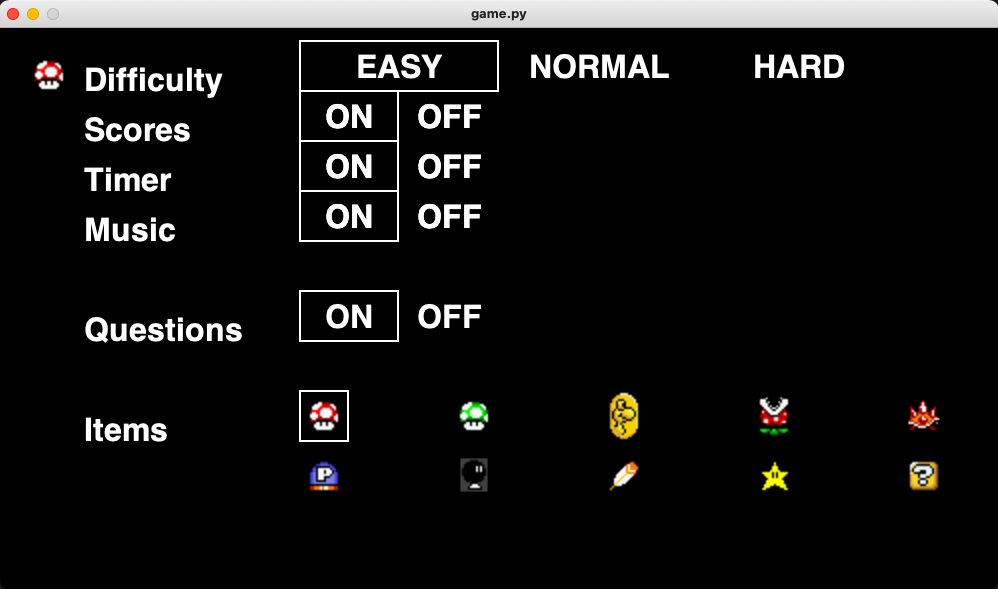 game.py
Difficulty EASY NORMAL HARD
Scores ON OFF
Timer ON OFF
Music ON OFF
Questions ON OFF
Items
P
?